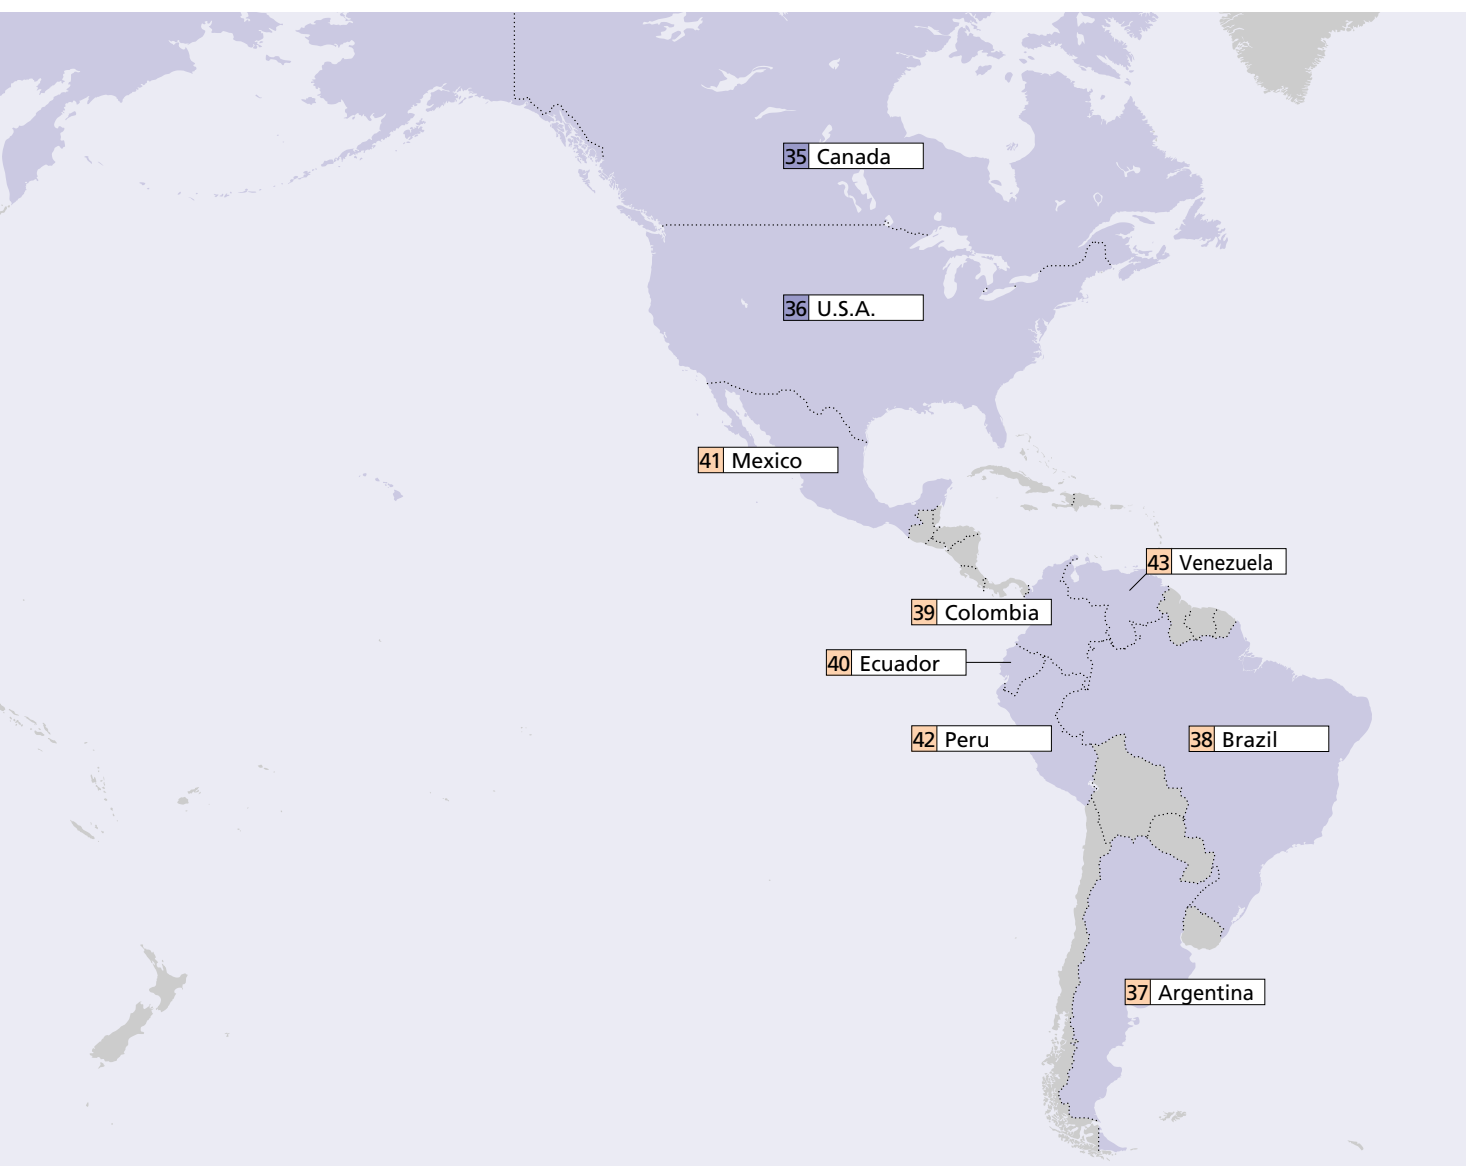 35 Canada
36 U.S.A.
41 Mexico
43 Venezuela
39 Colombia
40 Ecuador
42 Peru
38 Brazil
37 Argentina